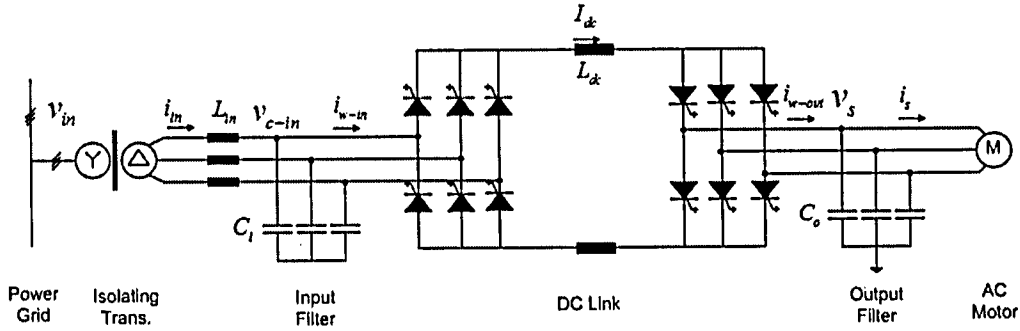 I_dc
L_dc
v_in
i_in
L_in
v_c-in
i_w-in
i_w-out
v_s
i_s
Y
Δ
M
C_i
C_o
Power
Grid
Isolating
Trans.
Input
Filter
DC Link
Output
Filter
AC
Motor